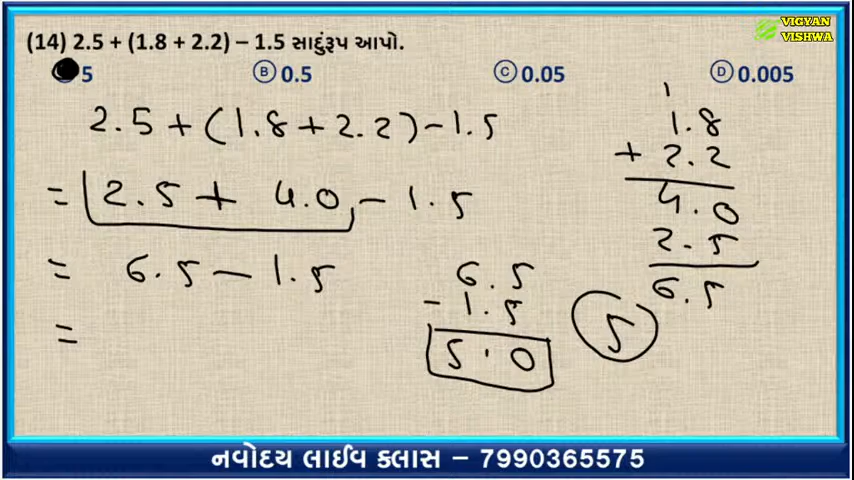 VIGYAN
VISHWA
(14) 2.5 + (1.8 + 2.2) – 1.5 સાદુંરૂપ આપો.
5 Ⓑ 0.5 Ⓒ 0.05 Ⓓ 0.005
2.5 + (1.8 + 2.2) - 1.5
= 2.5 + 4.0 - 1.5
= 6.5 - 1.5
=
6.5
- 1.5
5.0
1
1.8
+ 2.2
4.0
2.5
6.5
5
નવોદય લાઈવ ક્લાસ – 7990365575